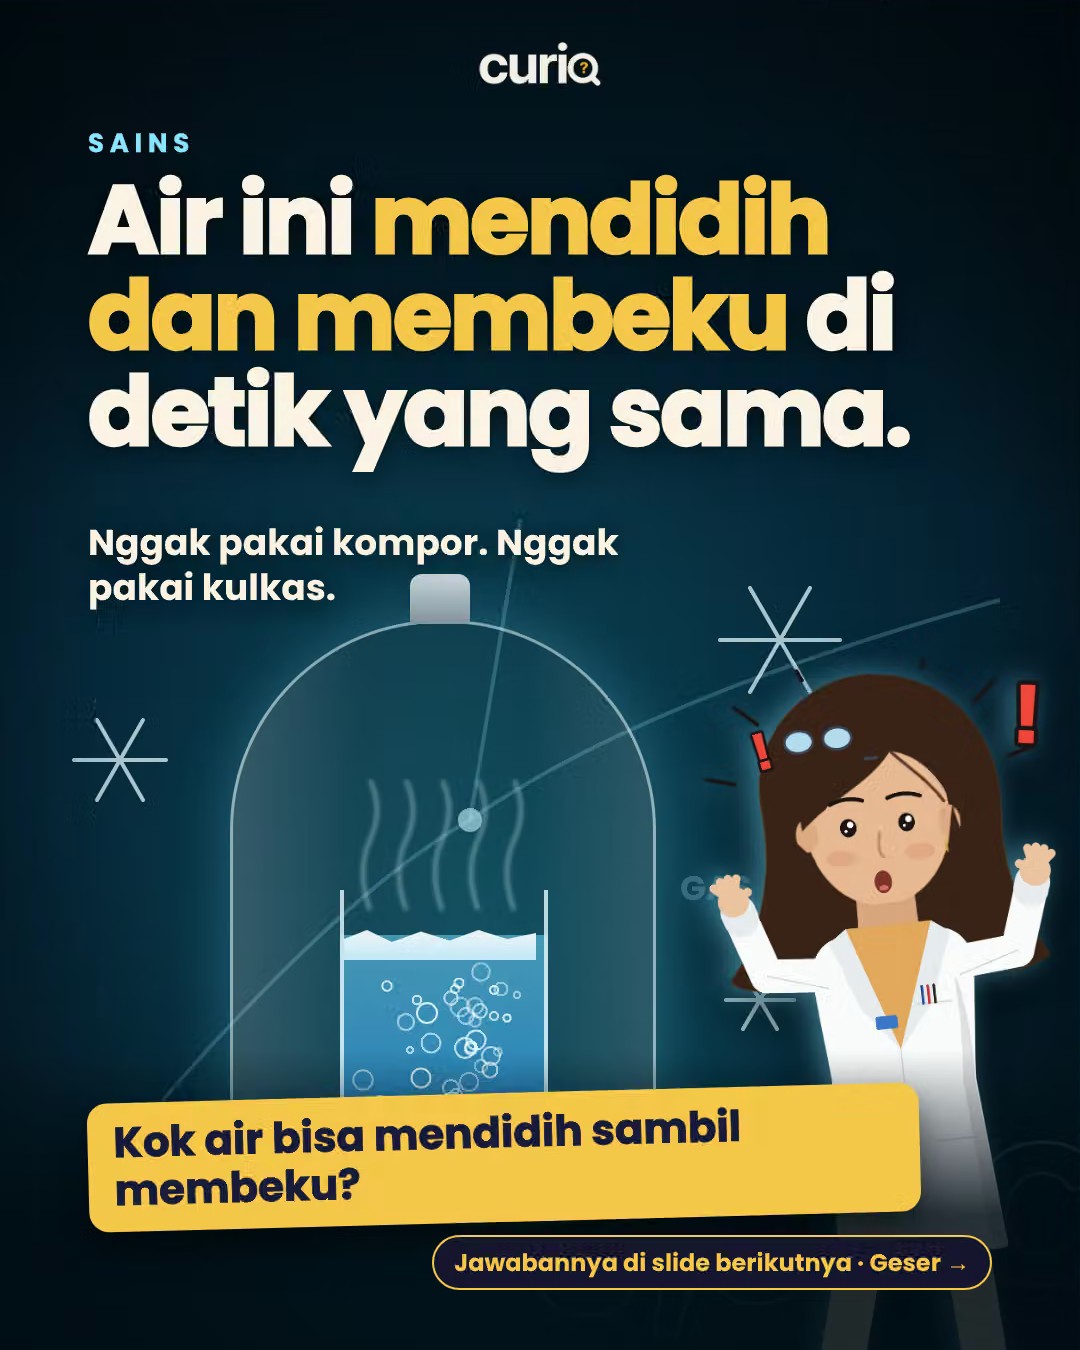 curiQ
SAINS
Air ini mendidih
dan membeku di
detik yang sama.
Nggak pakai kompor. Nggak
pakai kulkas.
Kok air bisa mendidih sambil
membeku?
Jawabannya di slide berikutnya · Geser →